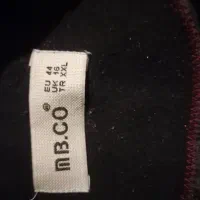 EU 44
UK 16
TR XXL
mB.CO ®